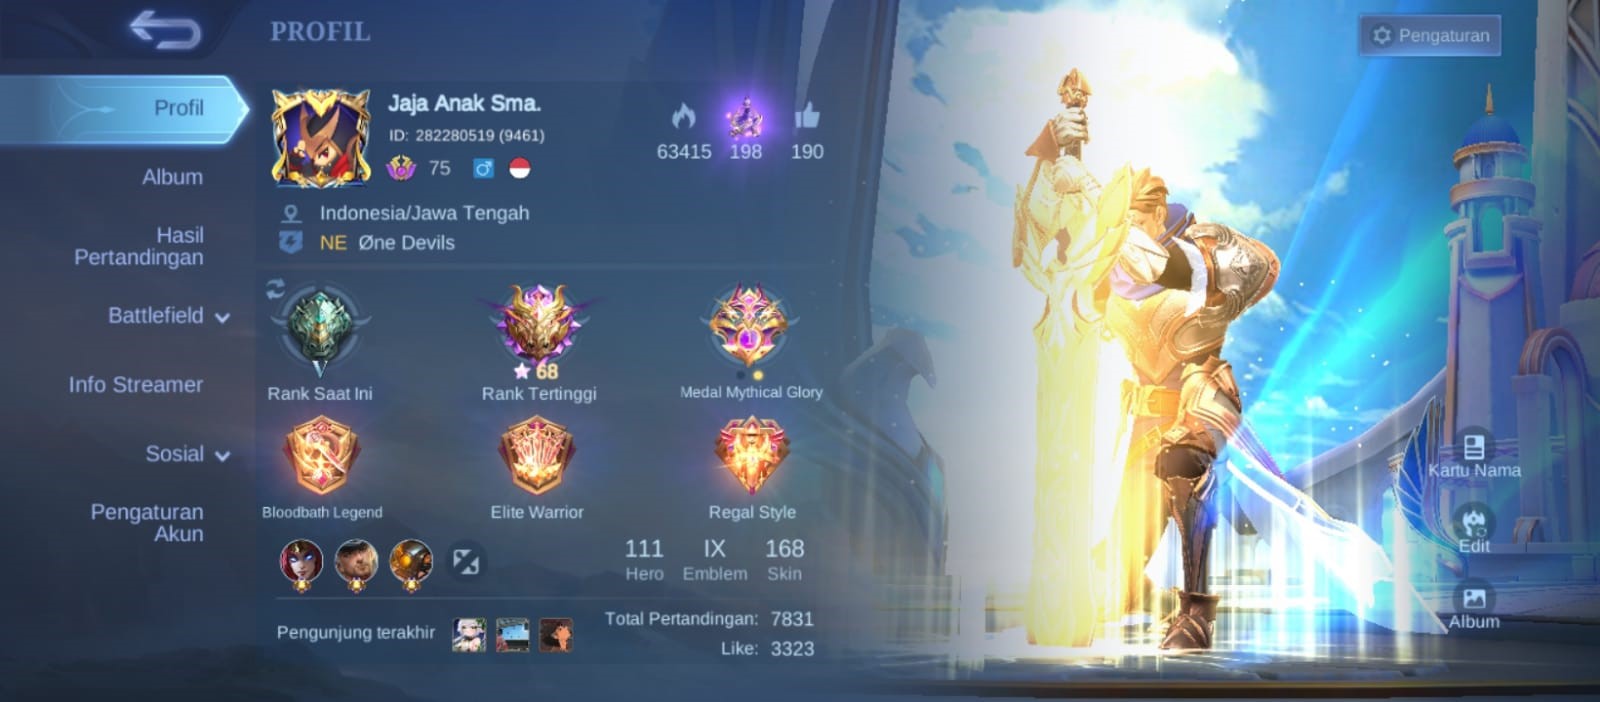 PROFIL
Pengaturan
Profil
Album
Hasil
Pertandingan
Battlefield
Info Streamer
Sosial
Pengaturan
Akun
Jaja Anak Sma.
ID: 282280519 (9461)
75
63415
198
190
Indonesia/Jawa Tengah
NE Øne Devils
V
68
1
Rank Saat Ini
Rank Tertinggi
Medal Mythical Glory
Bloodbath Legend
Elite Warrior
Regal Style
111
IX
168
Hero
Emblem
Skin
Pengunjung terakhir
Total Pertandingan: 7831
Like: 3323
Kartu Nama
Edit
Album